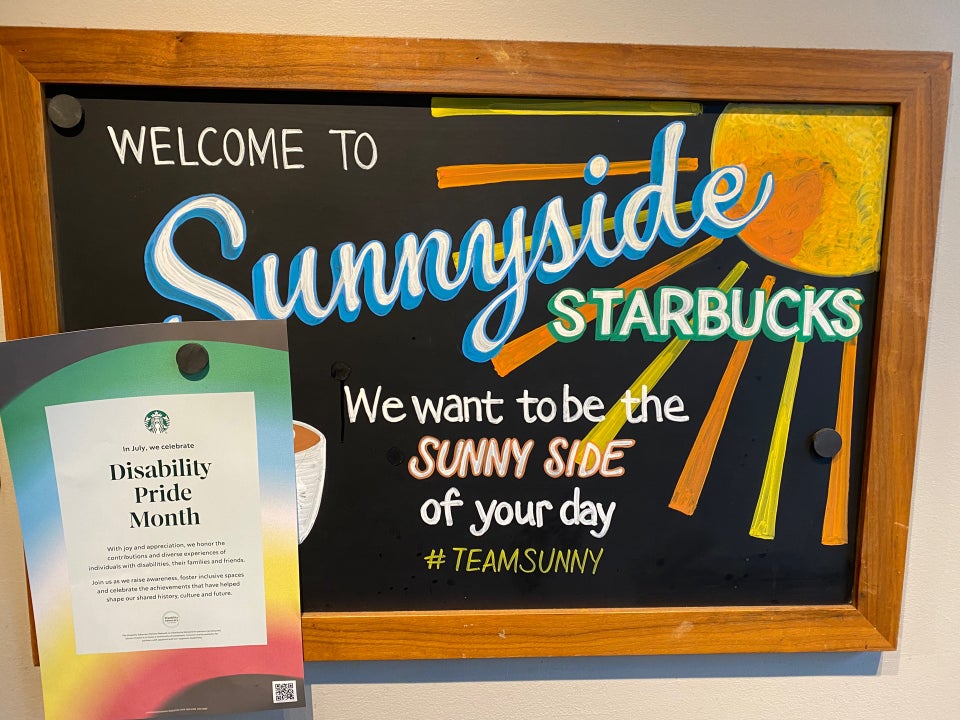 WELCOME TO
Sunnyside
STARBUCKS
We want to be the
SUNNY SIDE
of your day
#TEAMSUNNY
In July, we celebrate
Disability
Pride
Month
With joy and appreciation, we honor the
contributions and diverse experiences of
individuals with disabilities, their families and friends.
Join us as we raise awareness, foster inclusive spaces
and celebrate the achievements that have helped
shape our shared history, culture and future.